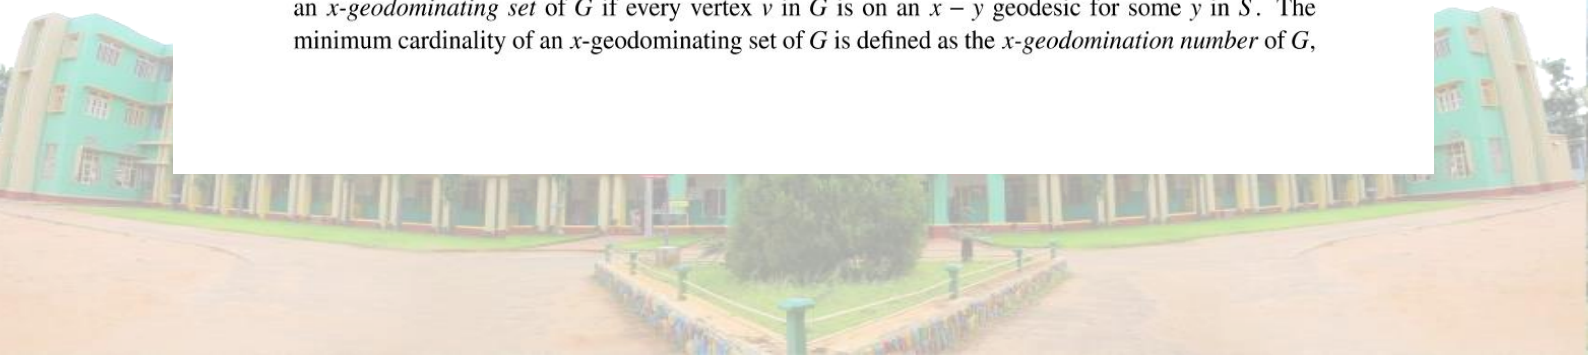 an x-geodominating set of G if every vertex v in G is on an x − y geodesic for some y in S. The
minimum cardinality of an x-geodominating set of G is defined as the x-geodomination number of G,